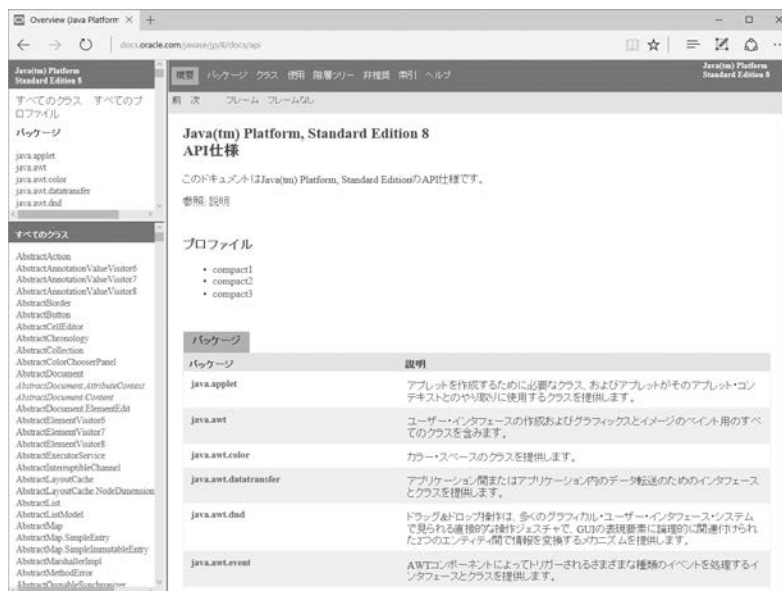 Overview (Java Platform
docs.oracle.com/javase/jp/8/docs/api
Java(tm) Platform
Standard Edition 8
すべてのクラス すべてのプ
ロファイル
パッケージ
java.applet
java.awt
java.awt.color
java.awt.datatransfer
java.awt.dnd
すべてのクラス
AbstractAction
AbstractAnnotationValueVisitor6
AbstractAnnotationValueVisitor7
AbstractAnnotationValueVisitor8
AbstractBorder
AbstractButton
AbstractCellEditor
AbstractChronology
AbstractCollection
AbstractColorChooserPanel
AbstractDocument
AbstractDocument.AttributeContext
AbstractDocument.Content
AbstractDocument.ElementEdit
AbstractElementVisitor6
AbstractElementVisitor7
AbstractElementVisitor8
AbstractExecutorService
AbstractInterruptibleChannel
AbstractLayoutCache
AbstractLayoutCache.NodeDimension
AbstractList
AbstractListModel
AbstractMap
AbstractMap.SimpleEntry
AbstractMap.SimpleImmutableEntry
AbstractMarshallerImpl
AbstractMethodError
AbstractOwnableSynchronizer
概要 パッケージ クラス 使用 階層ツリー 非推奨 索引 ヘルプ
Java(tm) Platform
Standard Edition 8
前 次 フレーム フレームなし
Java(tm) Platform, Standard Edition 8
API仕様
このドキュメントはJava(tm) Platform, Standard EditionのAPI仕様です。
参照: 説明
プロファイル
• compact1
• compact2
• compact3
パッケージ
パッケージ 説明
java.applet アプレットを作成するために必要なクラス、およびアプレットがそのアプレット・コン
テキストとのやり取りに使用するクラスを提供します。
java.awt ユーザー・インタフェースの作成およびグラフィックスとイメージのペイント用のすべ
てのクラスを含みます。
java.awt.color カラー・スペースのクラスを提供します。
java.awt.datatransfer アプリケーション間またはアプリケーション内のデータ転送のためのインタフェース
とクラスを提供します。
java.awt.dnd ドラッグ&ドロップ操作は、多くのグラフィカル・ユーザー・インタフェース・システム
で見られる直接的な操作ジェスチャで、GUIの表現要素に論理的に関連付けられ
た2つのエンティティ間で情報を変換するメカニズムを提供します。
java.awt.event AWTコンポーネントによってトリガーされるさまざまな種類のイベントを処理するイ
ンタフェースとクラスを提供します。